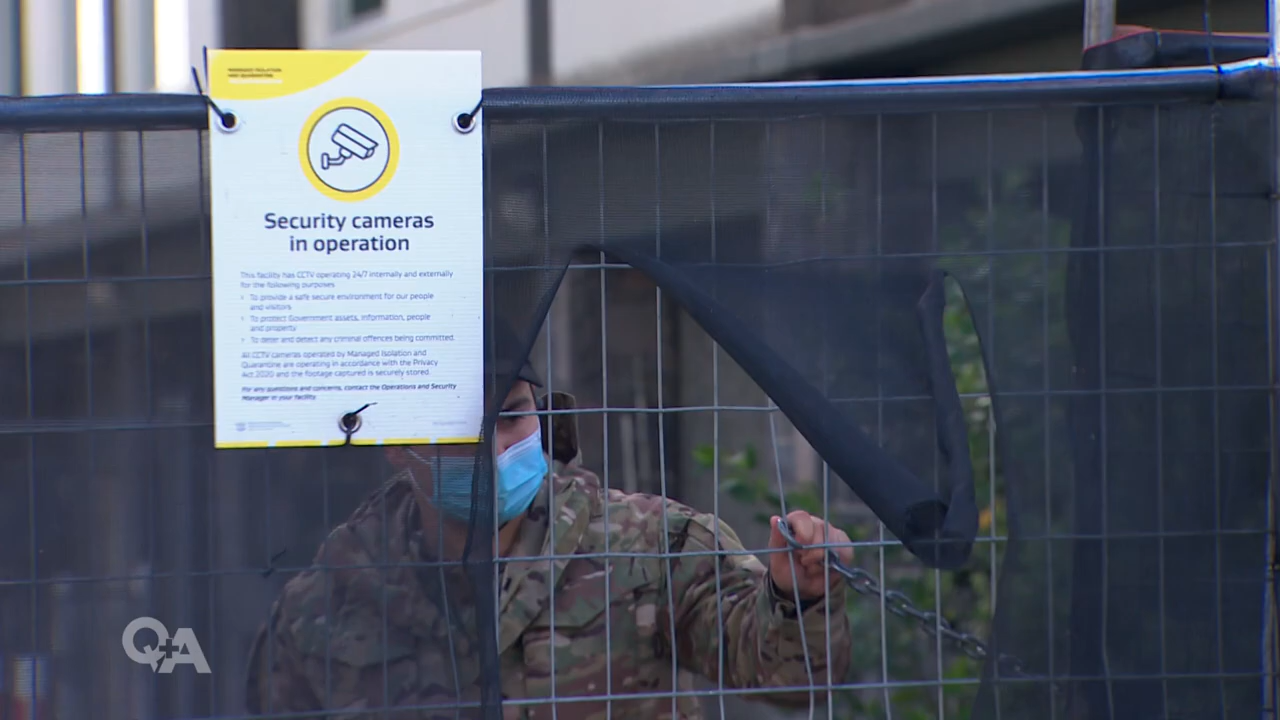 MANAGED ISOLATION
AND QUARANTINE
Security cameras
in operation
This facility has CCTV operating 24/7 internally and externally
for the following purposes
› To provide a safe secure environment for our people
and visitors
› To protect Government assets, information, people
and property
› To deter and detect any criminal offences being committed.
All CCTV cameras operated by Managed Isolation and
Quarantine are operating in accordance with the Privacy
Act 2020 and the footage captured is securely stored.
For any questions and concerns, contact the Operations and Security
Manager in your facility
Q+A